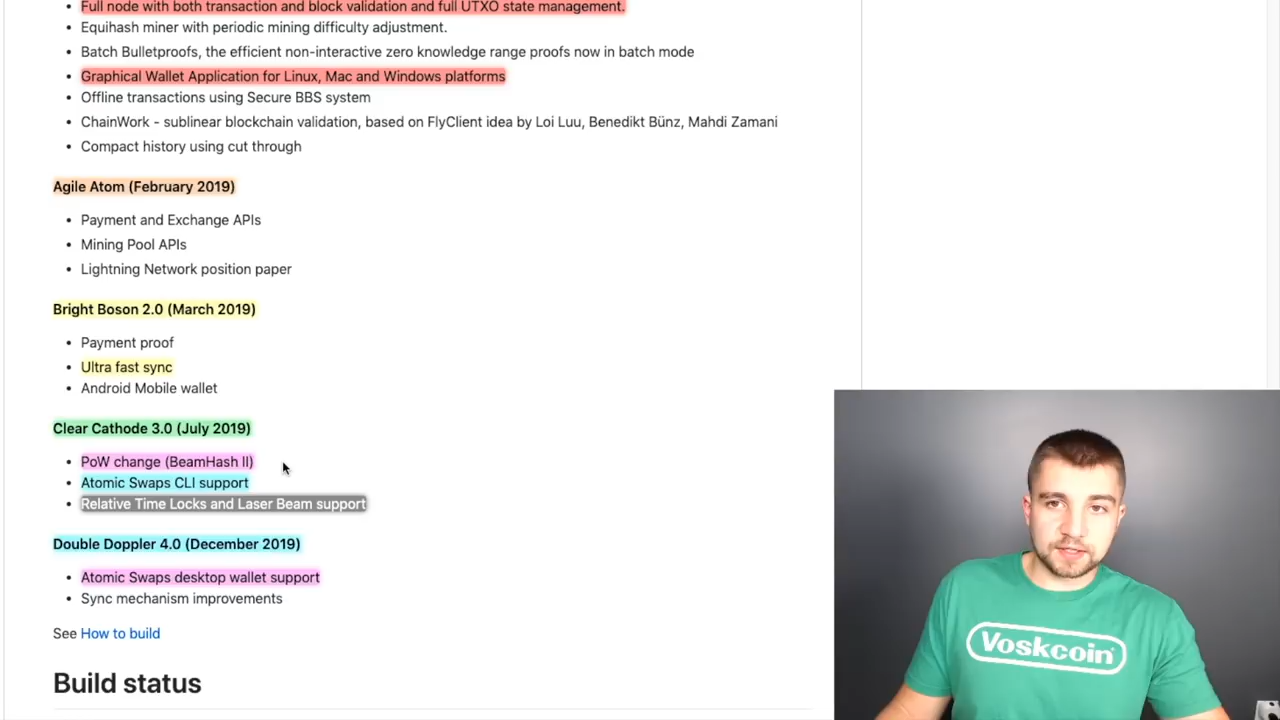 Full node with both transaction and block validation and full UTXO state management.
Equihash miner with periodic mining difficulty adjustment.
Batch Bulletproofs, the efficient non-interactive zero knowledge range proofs now in batch mode
Graphical Wallet Application for Linux, Mac and Windows platforms
Offline transactions using Secure BBS system
ChainWork - sublinear blockchain validation, based on FlyClient idea by Loi Luu, Benedikt Bünz, Mahdi Zamani
Compact history using cut through
Agile Atom (February 2019)
Payment and Exchange APIs
Mining Pool APIs
Lightning Network position paper
Bright Boson 2.0 (March 2019)
Payment proof
Ultra fast sync
Android Mobile wallet
Clear Cathode 3.0 (July 2019)
PoW change (BeamHash II)
Atomic Swaps CLI support
Relative Time Locks and Laser Beam support
Double Doppler 4.0 (December 2019)
Atomic Swaps desktop wallet support
Sync mechanism improvements
See How to build
Build status
Voskcoin